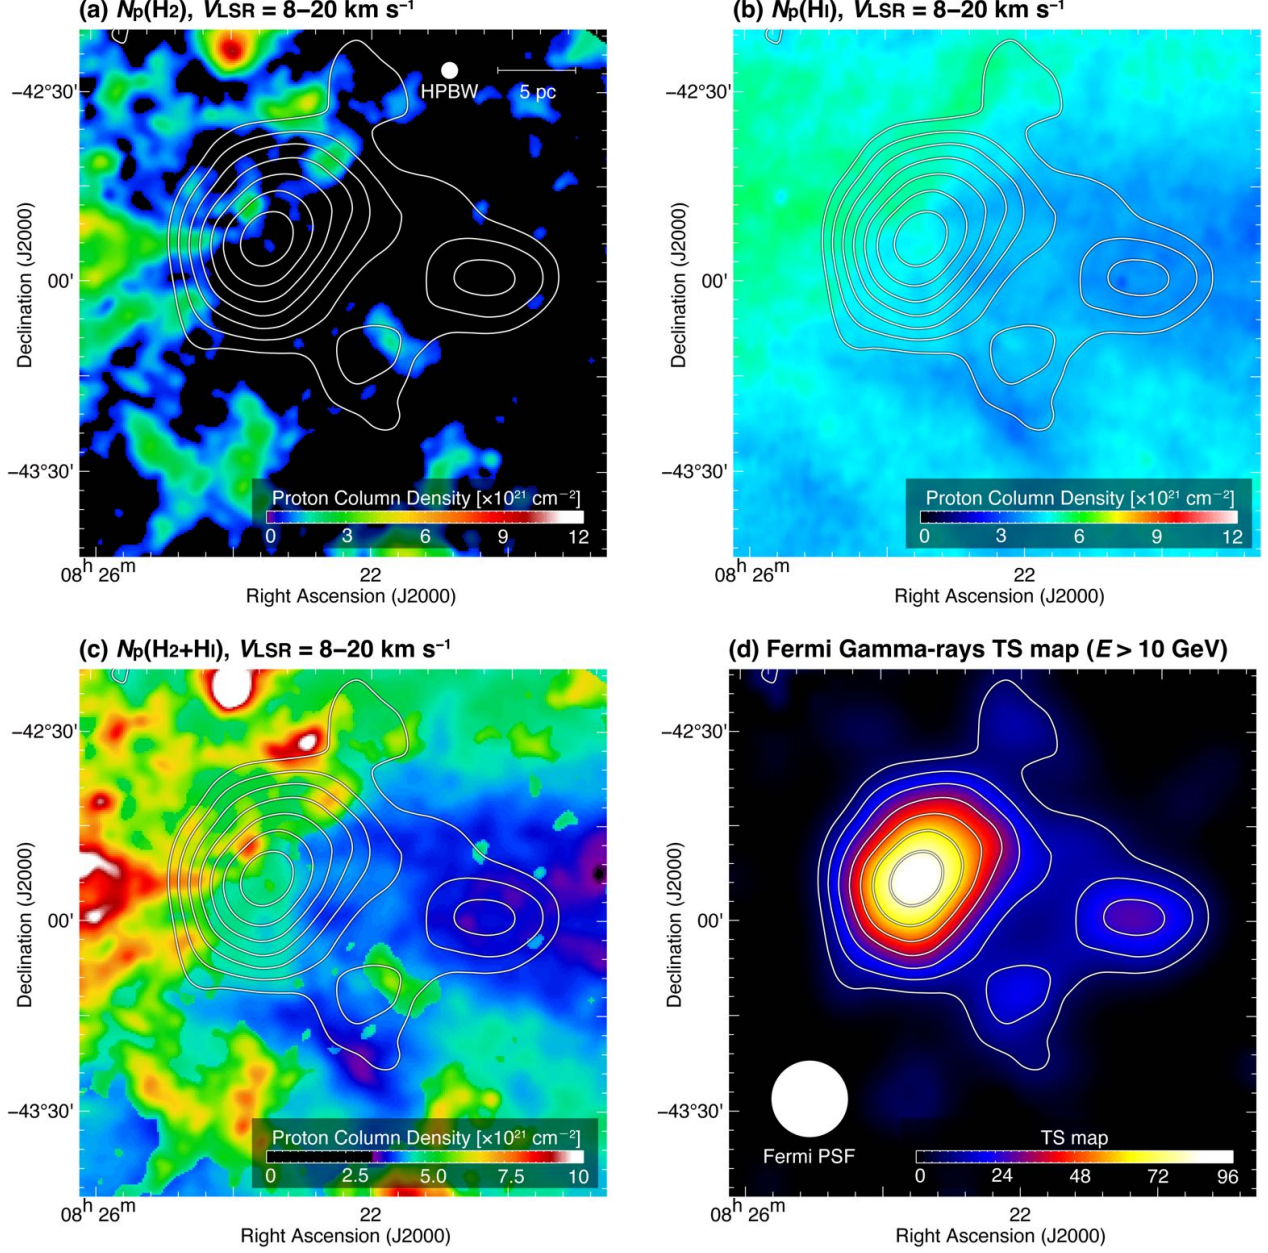 (a) Np(H2), VLSR = 8–20 km s⁻¹
HPBW
5 pc
−42°30'
00'
−43°30'
Declination (J2000)
Proton Column Density [×10²¹ cm⁻²]
0 3 6 9 12
08ʰ 26ᵐ 22
Right Ascension (J2000)
(b) Np(HI), VLSR = 8–20 km s⁻¹
−42°30'
00'
−43°30'
Declination (J2000)
Proton Column Density [×10²¹ cm⁻²]
0 3 6 9 12
08ʰ 26ᵐ 22
Right Ascension (J2000)
(c) Np(H2+HI), VLSR = 8–20 km s⁻¹
−42°30'
00'
−43°30'
Declination (J2000)
Proton Column Density [×10²¹ cm⁻²]
0 2.5 5.0 7.5 10
08ʰ 26ᵐ 22
Right Ascension (J2000)
(d) Fermi Gamma-rays TS map (E > 10 GeV)
−42°30'
00'
−43°30'
Declination (J2000)
Fermi PSF
TS map
0 24 48 72 96
08ʰ 26ᵐ 22
Right Ascension (J2000)